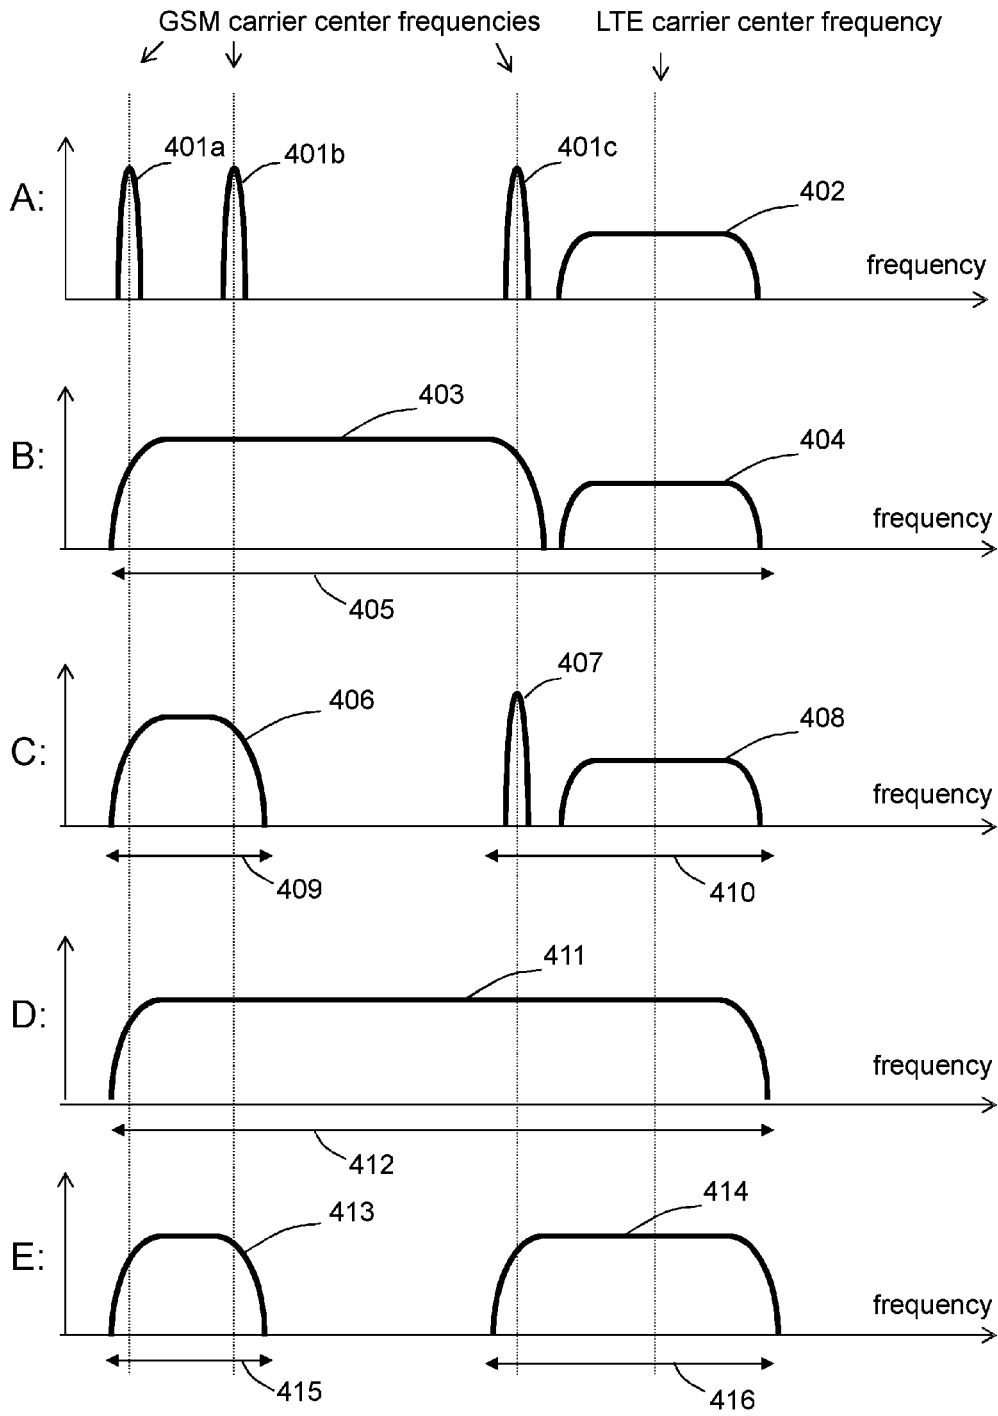 GSM carrier center frequencies
LTE carrier center frequency
401a
401b
401c
402
A:
frequency
403
404
B:
frequency
405
407
406
408
C:
frequency
409
410
411
D:
frequency
412
413
414
E:
frequency
415
416